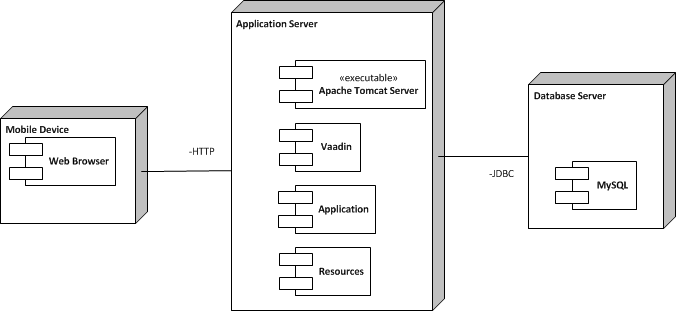 Mobile Device
Web Browser
-HTTP
Application Server
«executable»
Apache Tomcat Server
Vaadin
Application
Resources
-JDBC
Database Server
MySQL